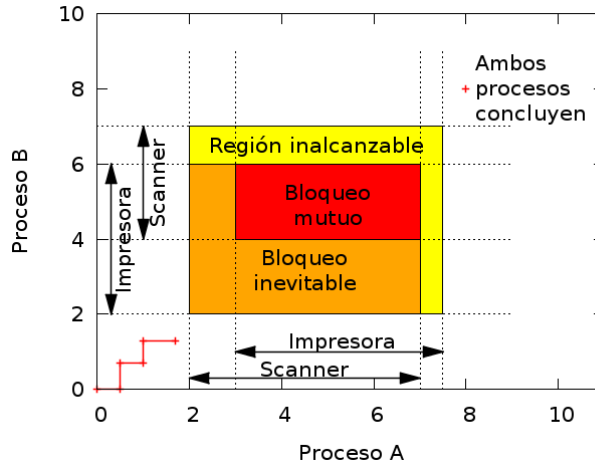 10
8
6
4
2
0
Proceso B
Ambos
procesos
concluyen
Región inalcanzable
Bloqueo
mutuo
Bloqueo
inevitable
Scanner
Impresora
Impresora
Scanner
0 2 4 6 8 10
Proceso A